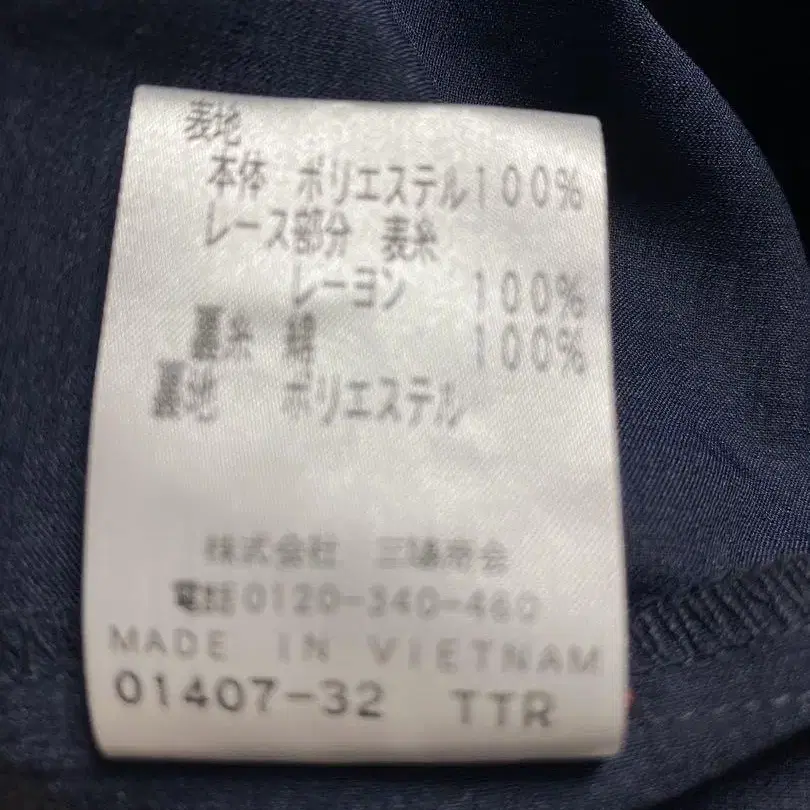 表地
本体 ポリエステル100%
レース部分 表糸
レーヨン 100%
裏糸 綿 100%
裏地 ポリエステル
株式会社 三陽商会
電話0120-340-460
MADE IN VIETNAM
01407-32 TTR